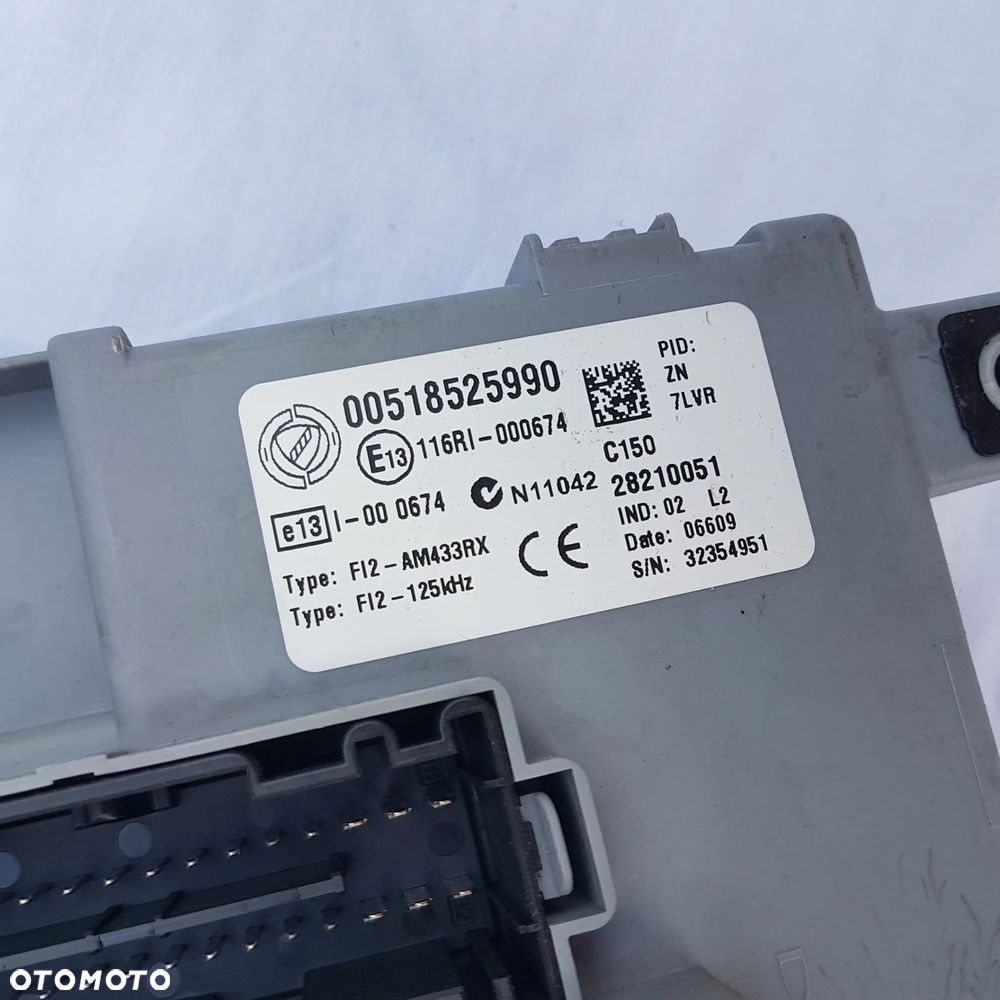 00518525990
E13 116RI-000674
e13 I-00 0674
N11042
Type: FI2-AM433RX
Type: FI2-125kHz
CE
PID:
ZN
7LVR
C150
28210051
IND: 02 L2
Date: 06609
S/N: 32354951
OTOMOTO